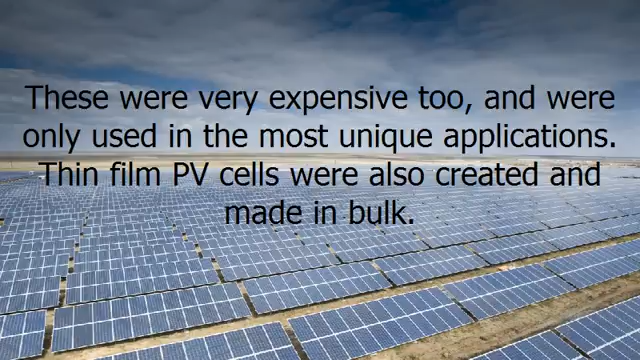 These were very expensive too, and were
only used in the most unique applications.
Thin film PV cells were also created and
made in bulk.